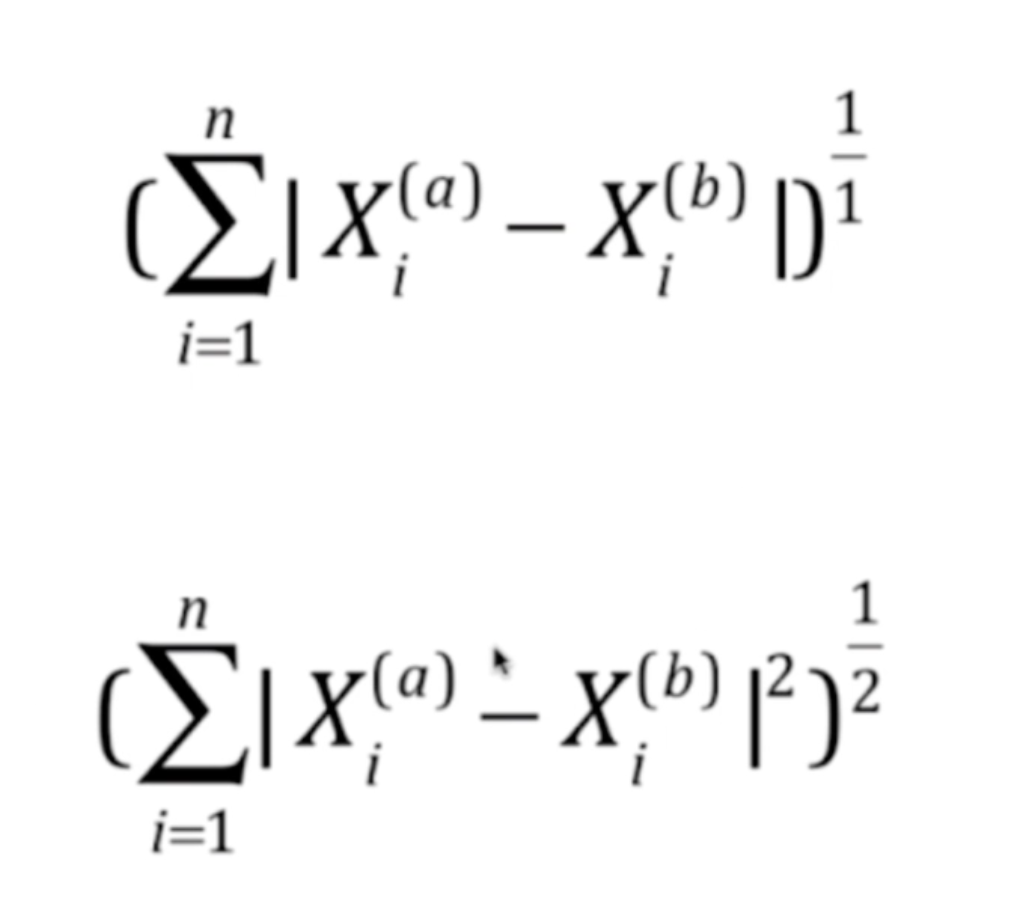 (∑_{i=1}^{n} | X_i^{(a)} − X_i^{(b)} |)^{1/1}
(∑_{i=1}^{n} | X_i^{(a)} − X_i^{(b)} |^2)^{1/2}